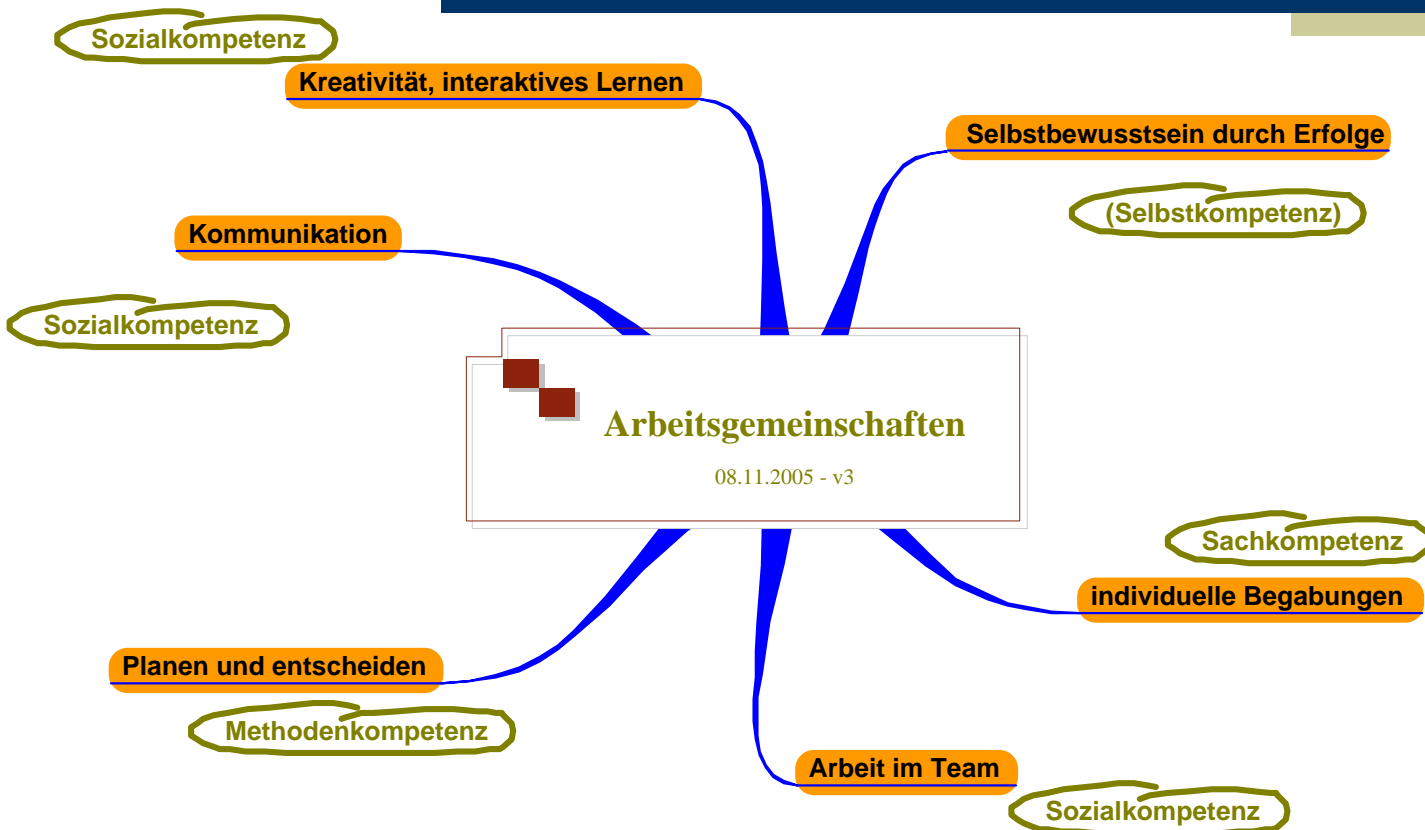 Sozialkompetenz
Kreativität, interaktives Lernen
Selbstbewusstsein durch Erfolge
(Selbstkompetenz)
Kommunikation
Sozialkompetenz
Arbeitsgemeinschaften
08.11.2005 - v3
Sachkompetenz
individuelle Begabungen
Planen und entscheiden
Methodenkompetenz
Arbeit im Team
Sozialkompetenz